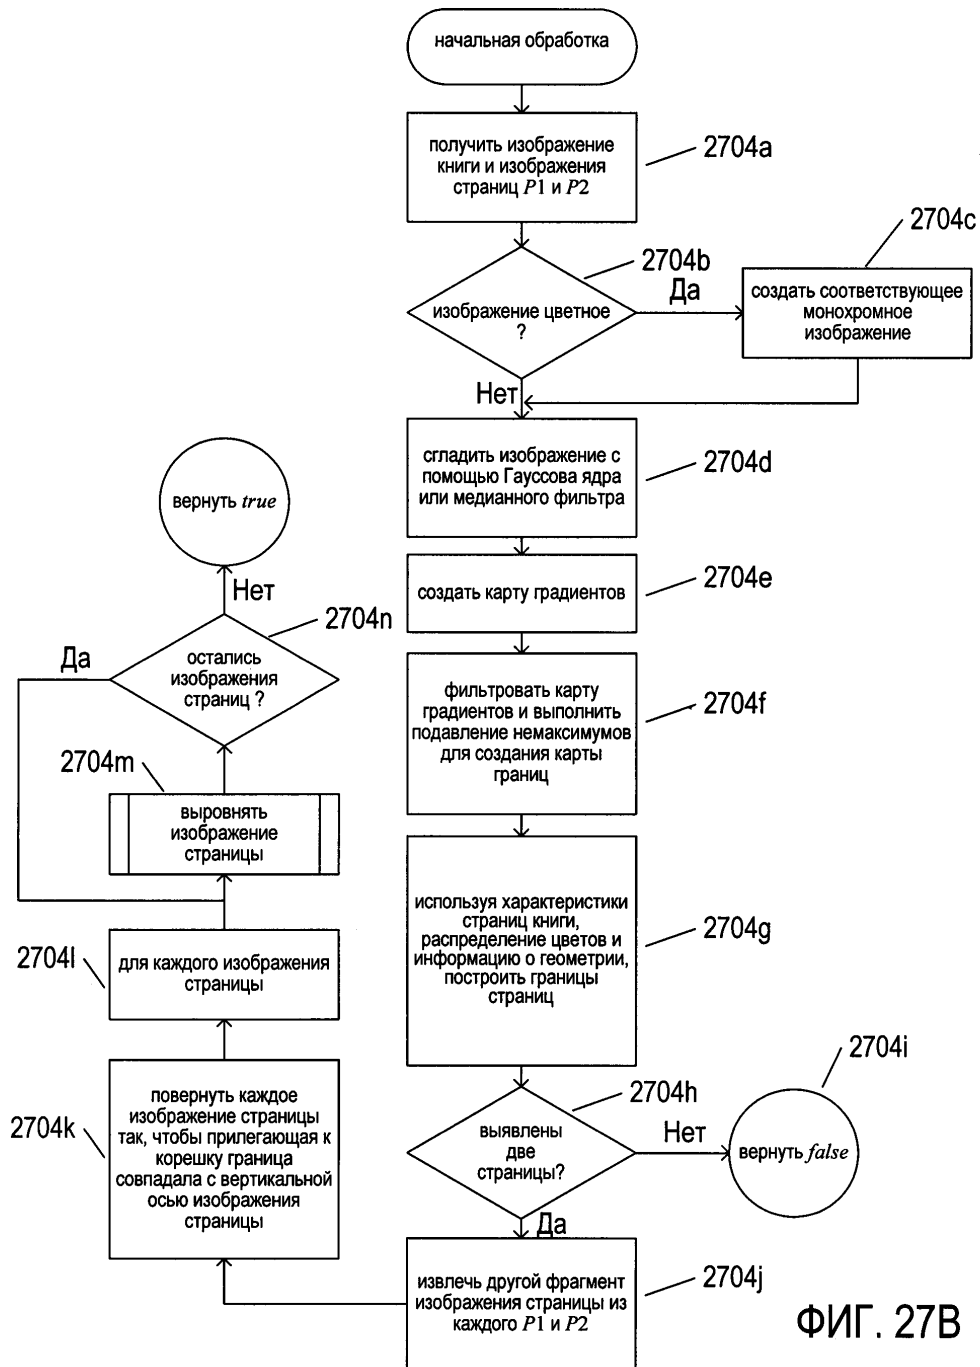 начальная обработка
получить изображение
книги и изображения
страниц P1 и P2
2704a
2704b
изображение цветное
?
Да
Нет
2704c
создать соответствующее
монохромное
изображение
сгладить изображение с
помощью Гауссова ядра
или медианного фильтра
2704d
создать карту градиентов
2704e
фильтровать карту
градиентов и выполнить
подавление немаксимумов
для создания карты
границ
2704f
используя характеристики
страниц книги,
распределение цветов и
информацию о геометрии,
построить границы
страниц
2704g
2704h
выявлены
две
страницы?
Нет
Да
2704i
вернуть false
извлечь другой фрагмент
изображения страницы из
каждого P1 и P2
2704j
2704k
повернуть каждое
изображение страницы
так, чтобы прилегающая к
корешку граница
совпадала с вертикальной
осью изображения
страницы
2704l
для каждого изображения
страницы
2704m
выровнять
изображение
страницы
2704n
остались
изображения
страниц ?
Да
Нет
вернуть true
ФИГ. 27В